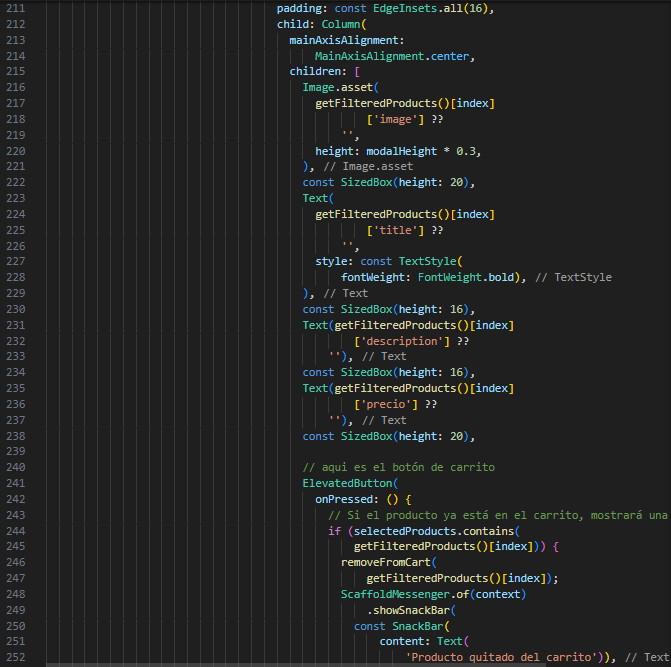 211 padding: const EdgeInsets.all(16),
212 child: Column(
213 mainAxisAlignment:
214 MainAxisAlignment.center,
215 children: [
216 Image.asset(
217 getFilteredProducts()[index]
218 ['image'] ??
219 '',
220 height: modalHeight * 0.3,
221 ), // Image.asset
222 const SizedBox(height: 20),
223 Text(
224 getFilteredProducts()[index]
225 ['title'] ??
226 '',
227 style: const TextStyle(
228 fontWeight: FontWeight.bold), // TextStyle
229 ), // Text
230 const SizedBox(height: 16),
231 Text(getFilteredProducts()[index]
232 ['description'] ??
233 ''), // Text
234 const SizedBox(height: 16),
235 Text(getFilteredProducts()[index]
236 ['precio'] ??
237 ''), // Text
238 const SizedBox(height: 20),
239
240 // aqui es el botón de carrito
241 ElevatedButton(
242 onPressed: () {
243 // Si el producto ya está en el carrito, mostrará una
244 if (selectedProducts.contains(
245 getFilteredProducts()[index])) {
246 removeFromCart(
247 getFilteredProducts()[index]);
248 ScaffoldMessenger.of(context)
249 .showSnackBar(
250 const SnackBar(
251 content: Text(
252 'Producto quitado del carrito')), // Text